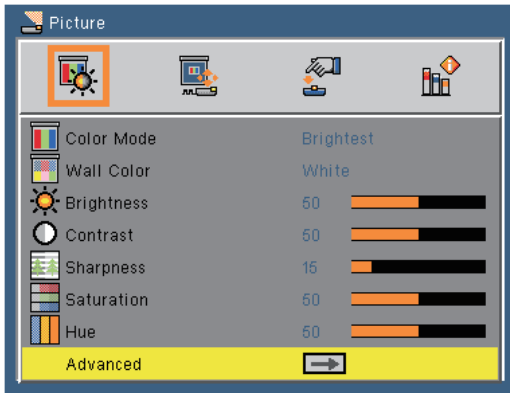 Picture
Color Mode Brightest
Wall Color White
Brightness 50
Contrast 50
Sharpness 15
Saturation 50
Hue 50
Advanced